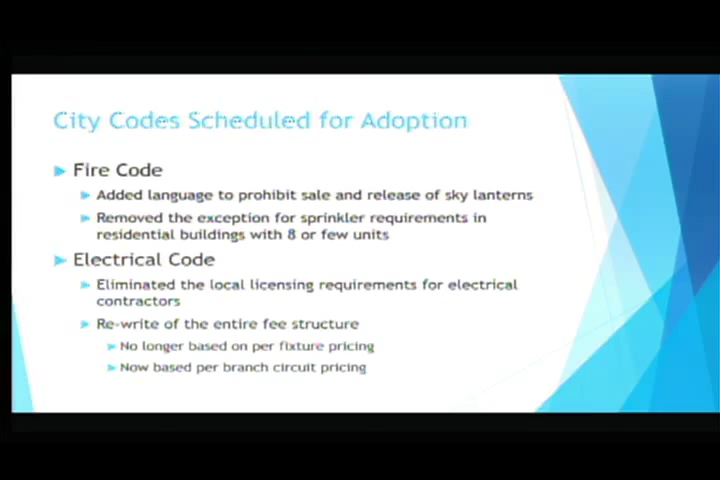 City Codes Scheduled for Adoption
Fire Code
Added language to prohibit sale and release of sky lanterns
Removed the exception for sprinkler requirements in
residential buildings with 8 or few units
Electrical Code
Eliminated the local licensing requirements for electrical
contractors
Re-write of the entire fee structure
No longer based on per fixture pricing
Now based per branch circuit pricing